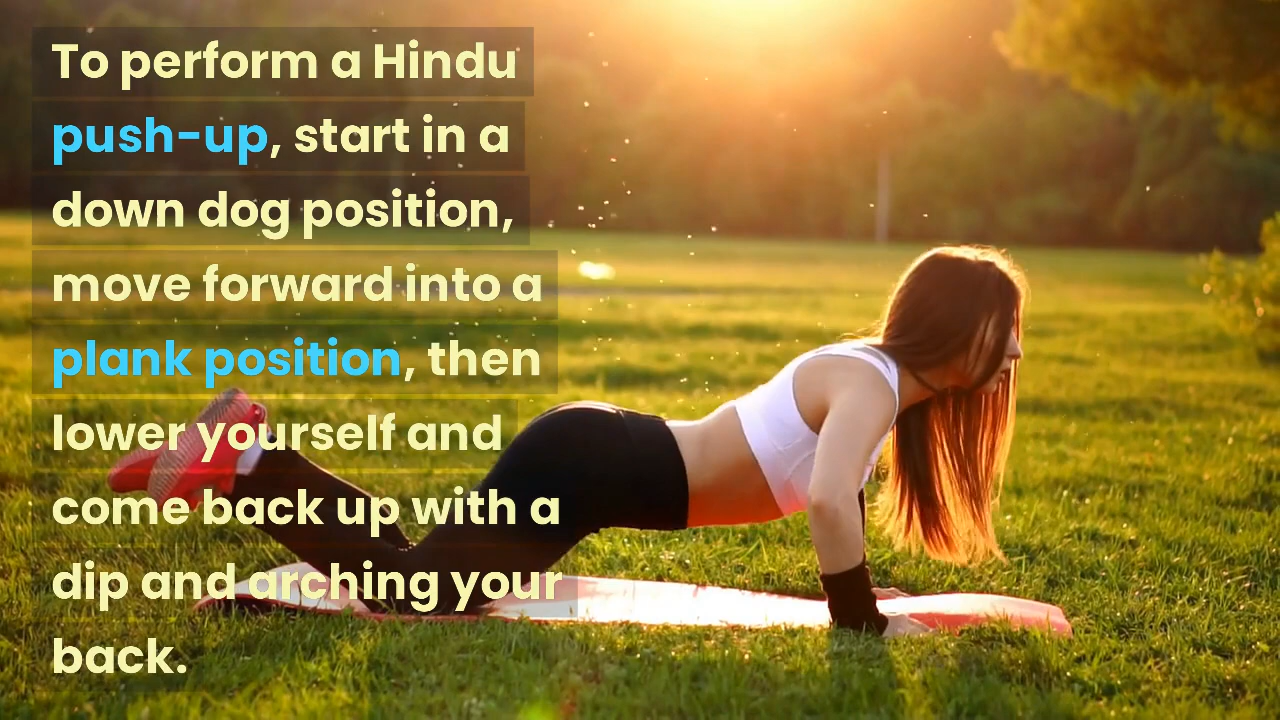 To perform a Hindu
push-up, start in a
down dog position,
move forward into a
plank position, then
lower yourself and
come back up with a
dip and arching your
back.